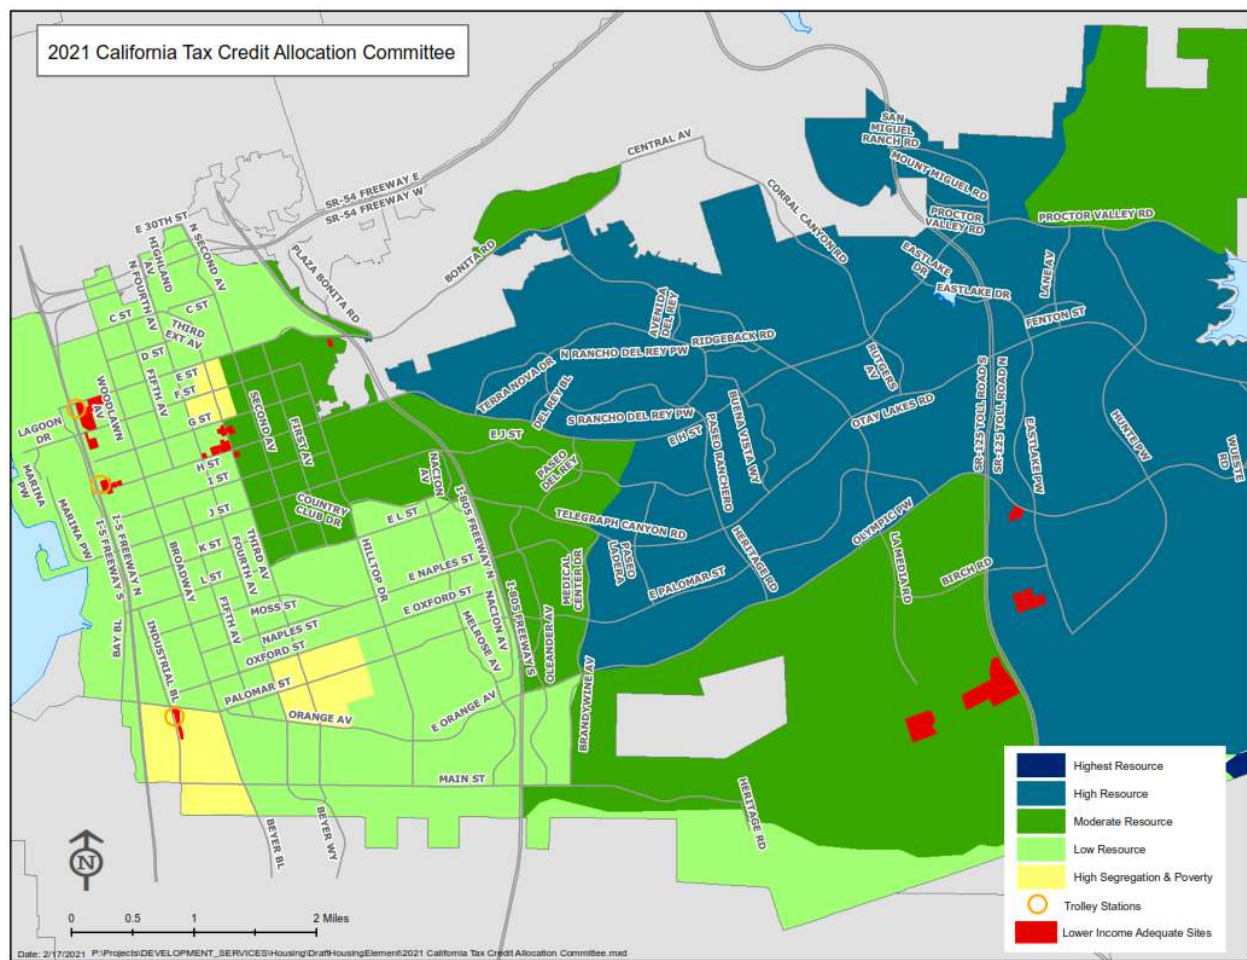 2021 California Tax Credit Allocation Committee
SAN
MIGUEL
RANCH RD
MOUNT MIGUEL RD
CENTRAL AV
SR-54 FREEWAY E
SR-54 FREEWAY W
CORRAL CANYON RD
PROCTOR
VALLEY RD
PROCTOR VALLEY RD
E 30TH ST
N SECOND AV
HIGHLAND
AV
N FOURTH AV
PLAZA BONITA RD
BONITA RD
EASTLAKE
DR
EASTLAKE DR
LANE AV
FENTON ST
C ST
C ST
THIRD
EXT AV
AVENIDA
DEL REY
RIDGEBACK RD
N RANCHO DEL REY PW
TERRA NOVA DR
DEL REY BL
RUTGERS
AV
D ST
E ST
F ST
FIFTH AV
WOODLAWN
AV
G ST
SECOND AV
FIRST AV
S RANCHO DEL REY PW
BUENA VISTA WY
PASEO RANCHERO
OTAY LAKES RD
SR-125 TOLL ROAD S
SR-125 TOLL ROAD N
EASTLAKE PW
HUNTE PW
WUESTE
RD
LAGOON
DR
E J ST
E H ST
H ST
I ST
MARINA
PW
MARINA PW
NACION
AV
PASEO
DEL REY
COUNTRY
CLUB DR
J ST
E L ST
TELEGRAPH CANYON RD
OLYMPIC PW
I-5 FREEWAY N
I-5 FREEWAY S
I-805 FREEWAY N
K ST
L ST
BROADWAY
THIRD AV
FOURTH AV
HILLTOP DR
PASEO
LADERA
HERITAGE RD
E PALOMAR ST
LA MEDIA RD
BIRCH RD
MEDICAL
CENTER DR
E NAPLES ST
MOSS ST
FIFTH AV
E OXFORD ST
NAPLES ST
OXFORD ST
NACION AV
I-805 FREEWAY S
MELROSE AV
OLEANDER AV
BAY BL
INDUSTRIAL BL
PALOMAR ST
ORANGE AV
E ORANGE AV
BRANDYWINE AV
MAIN ST
HERITAGE RD
BEYER BL
BEYER WY
Highest Resource
High Resource
Moderate Resource
Low Resource
High Segregation & Poverty
Trolley Stations
Lower Income Adequate Sites
N
0 0.5 1 2 Miles
Date: 2/17/2021 P:\Projects\DEVELOPMENT_SERVICES\Housing\DraftHousingElement\2021 California Tax Credit Allocation Committee.mxd